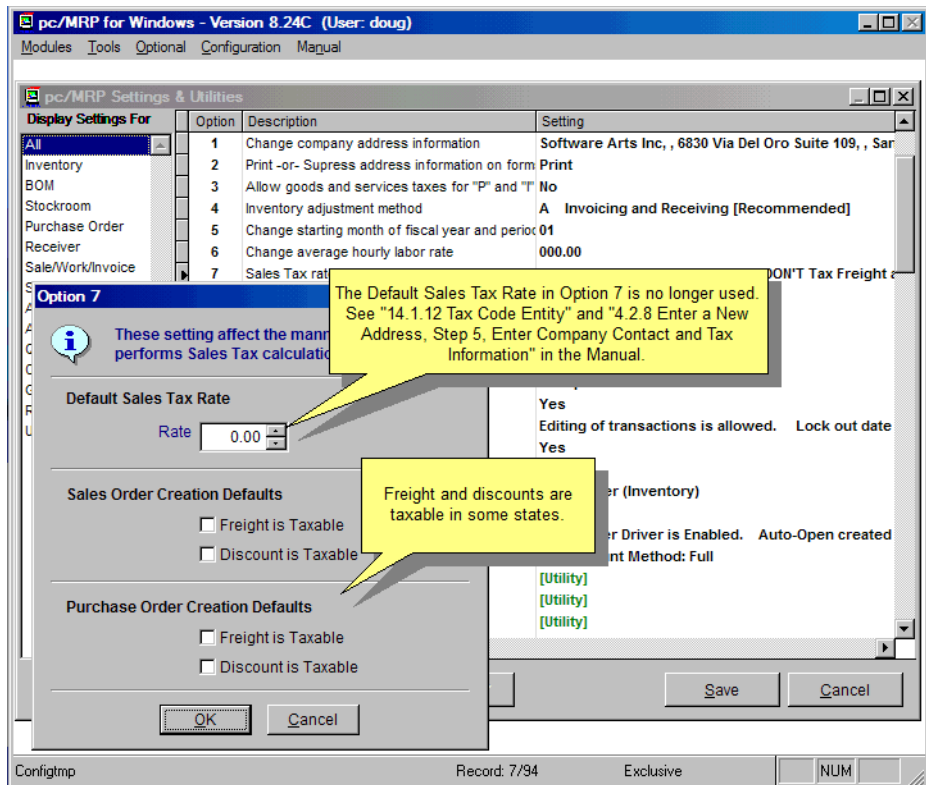 pc/MRP for Windows - Version 8.24C (User: doug)
Modules Tools Optional Configuration Manual
pc/MRP Settings & Utilities
Display Settings For
Option Description Setting
All
Inventory
BOM
Stockroom
Purchase Order
Receiver
Sale/Work/Invoice
1 Change company address information Software Arts Inc, , 6830 Via Del Oro Suite 109, , San
2 Print -or- Supress address information on form Print
3 Allow goods and services taxes for "P" and "I" No
4 Inventory adjustment method A Invoicing and Receiving [Recommended]
5 Change starting month of fiscal year and period 01
6 Change average hourly labor rate 000.00
7 Sales Tax rat DON'T Tax Freight
Option 7
These setting affect the mann
performs Sales Tax calculatio
The Default Sales Tax Rate in Option 7 is no longer used.
See "14.1.12 Tax Code Entity" and "4.2.8 Enter a New
Address, Step 5, Enter Company Contact and Tax
Information" in the Manual.
Default Sales Tax Rate
Rate 0.00
Yes
Editing of transactions is allowed. Lock out date
Yes
Sales Order Creation Defaults
Freight is Taxable
Discount is Taxable
Freight and discounts are
taxable in some states.
er (Inventory)
er Driver is Enabled. Auto-Open created
nt Method: Full
[Utility]
[Utility]
[Utility]
Purchase Order Creation Defaults
Freight is Taxable
Discount is Taxable
OK Cancel
Save Cancel
Configtmp Record: 7/94 Exclusive NUM